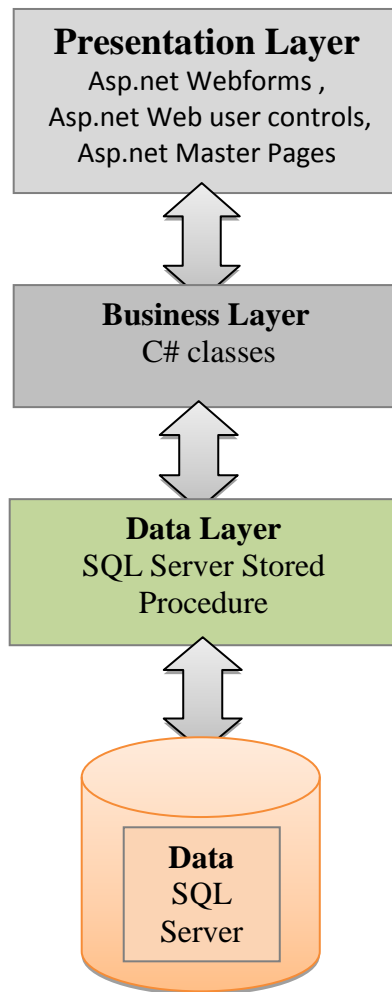 Presentation Layer
Asp.net Webforms ,
Asp.net Web user controls,
Asp.net Master Pages
Business Layer
C# classes
Data Layer
SQL Server Stored
Procedure
Data
SQL
Server